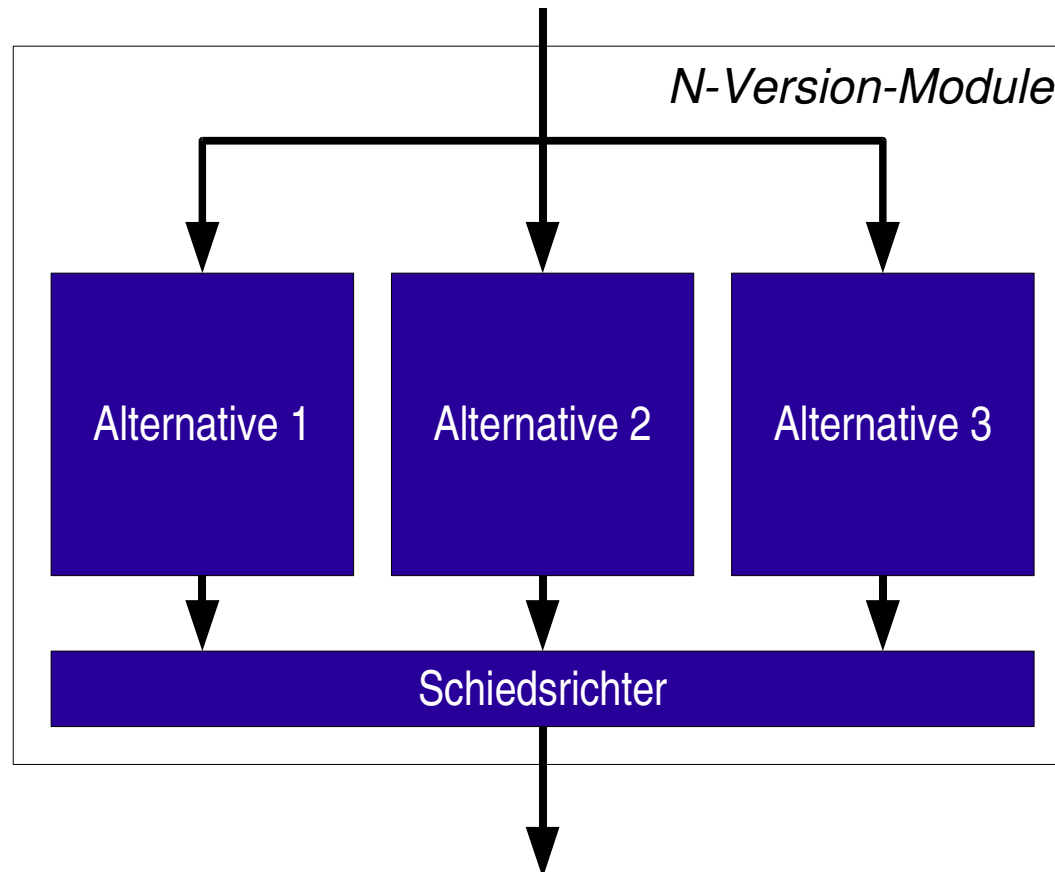 N-Version-Module
Alternative 1
Alternative 2
Alternative 3
Schiedsrichter